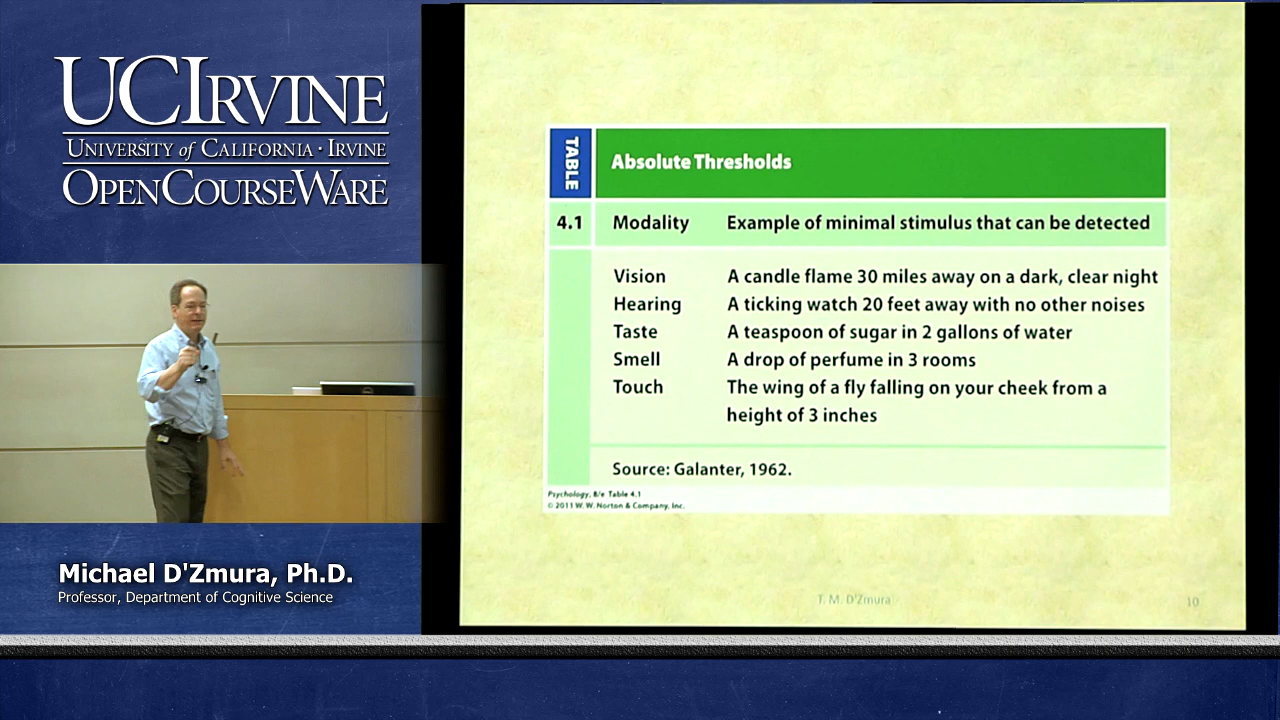 UCIRVINE
UNIVERSITY of CALIFORNIA · IRVINE
OPENCOURSEWARE
Michael D'Zmura, Ph.D.
Professor, Department of Cognitive Science
TABLE
Absolute Thresholds
4.1 Modality Example of minimal stimulus that can be detected
Vision A candle flame 30 miles away on a dark, clear night
Hearing A ticking watch 20 feet away with no other noises
Taste A teaspoon of sugar in 2 gallons of water
Smell A drop of perfume in 3 rooms
Touch The wing of a fly falling on your cheek from a
height of 3 inches
Source: Galanter, 1962.
Psychology, 8/e Table 4.1
© 2011 W. W. Norton & Company, Inc.
T. M. D'Zmura 10